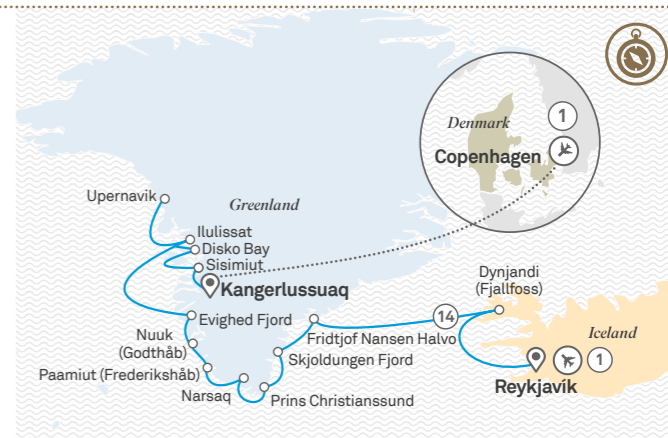 Denmark
1
Copenhagen
Upernavik
Greenland
Ilulissat
Disko Bay
Sisimiut
Kangerlussuaq
Dynjandi
(Fjallfoss)
Evighed Fjord
14
Fridtjof Nansen Halvo
Iceland
Nuuk
(Godthåb)
Skjoldungen Fjord
1
Paamiut (Frederikshåb)
Reykjavík
Narsaq
Prins Christianssund